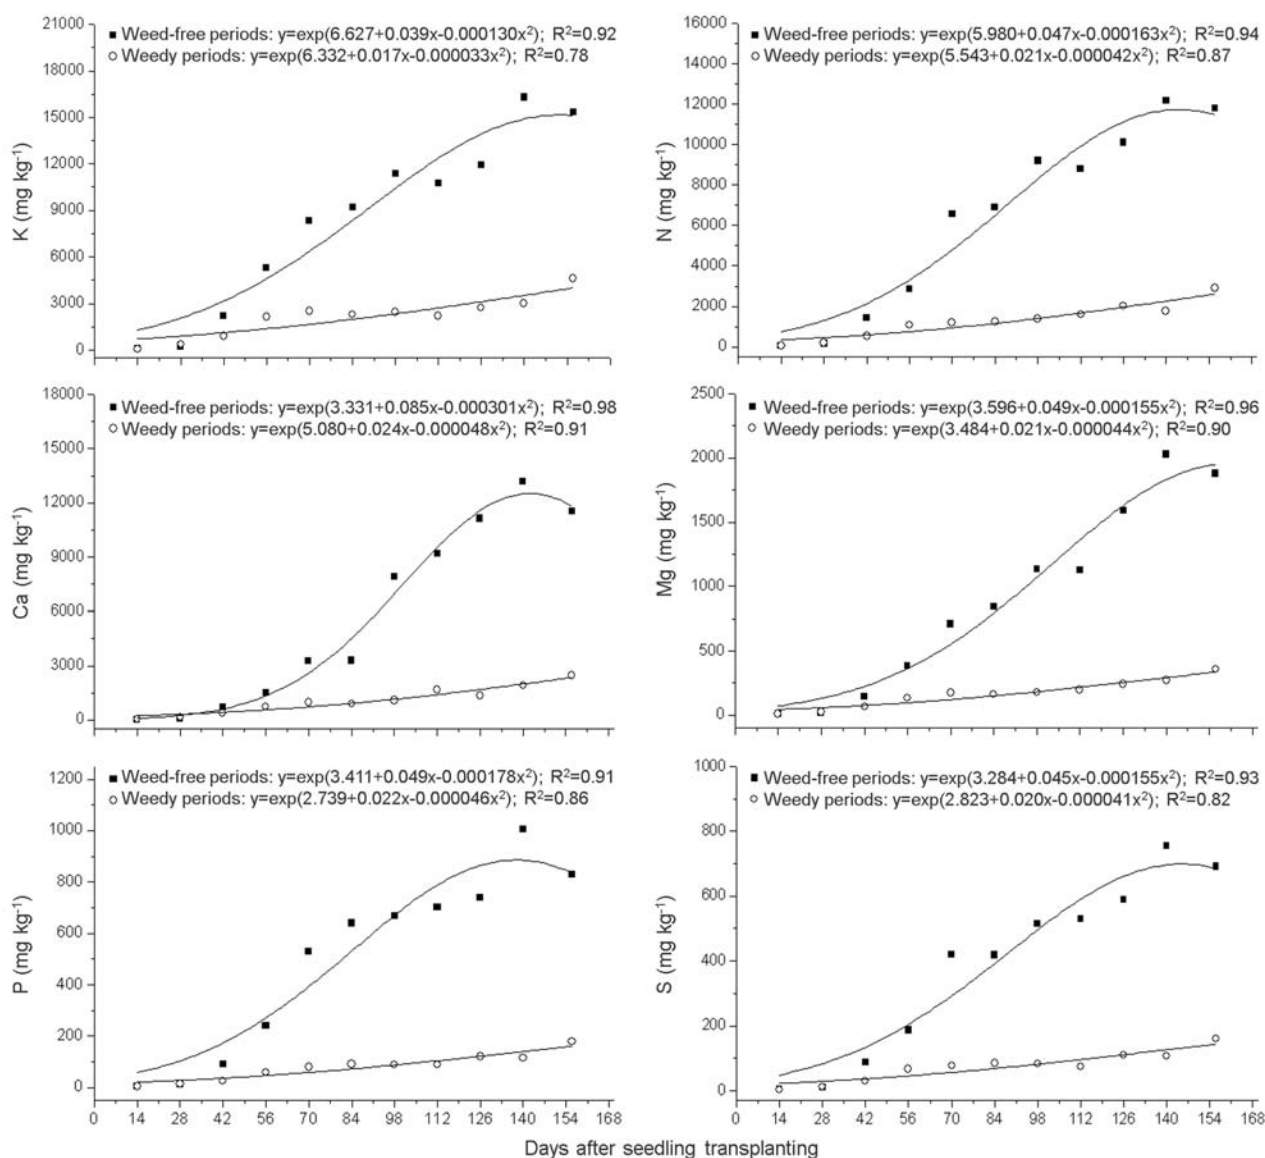 ■ Weed-free periods: y=exp(6.627+0.039x-0.000130x²); R²=0.92
○ Weedy periods: y=exp(6.332+0.017x-0.000033x²); R²=0.78
21000
18000
15000
12000
9000
6000
3000
0
K (mg kg⁻¹)
■ Weed-free periods: y=exp(5.980+0.047x-0.000163x²); R²=0.94
○ Weedy periods: y=exp(5.543+0.021x-0.000042x²); R²=0.87
16000
14000
12000
10000
8000
6000
4000
2000
0
N (mg kg⁻¹)
■ Weed-free periods: y=exp(3.331+0.085x-0.000301x²); R²=0.98
○ Weedy periods: y=exp(5.080+0.024x-0.000048x²); R²=0.91
18000
15000
12000
9000
6000
3000
0
Ca (mg kg⁻¹)
■ Weed-free periods: y=exp(3.596+0.049x-0.000155x²); R²=0.96
○ Weedy periods: y=exp(3.484+0.021x-0.000044x²); R²=0.90
2500
2000
1500
1000
500
0
Mg (mg kg⁻¹)
■ Weed-free periods: y=exp(3.411+0.049x-0.000178x²); R²=0.91
○ Weedy periods: y=exp(2.739+0.022x-0.000046x²); R²=0.86
1200
1000
800
600
400
200
0
P (mg kg⁻¹)
0 14 28 42 56 70 84 98 112 126 140 154 168
■ Weed-free periods: y=exp(3.284+0.045x-0.000155x²); R²=0.93
○ Weedy periods: y=exp(2.823+0.020x-0.000041x²); R²=0.82
1000
800
600
400
200
0
S (mg kg⁻¹)
0 14 28 42 56 70 84 98 112 126 140 154 168
Days after seedling transplanting